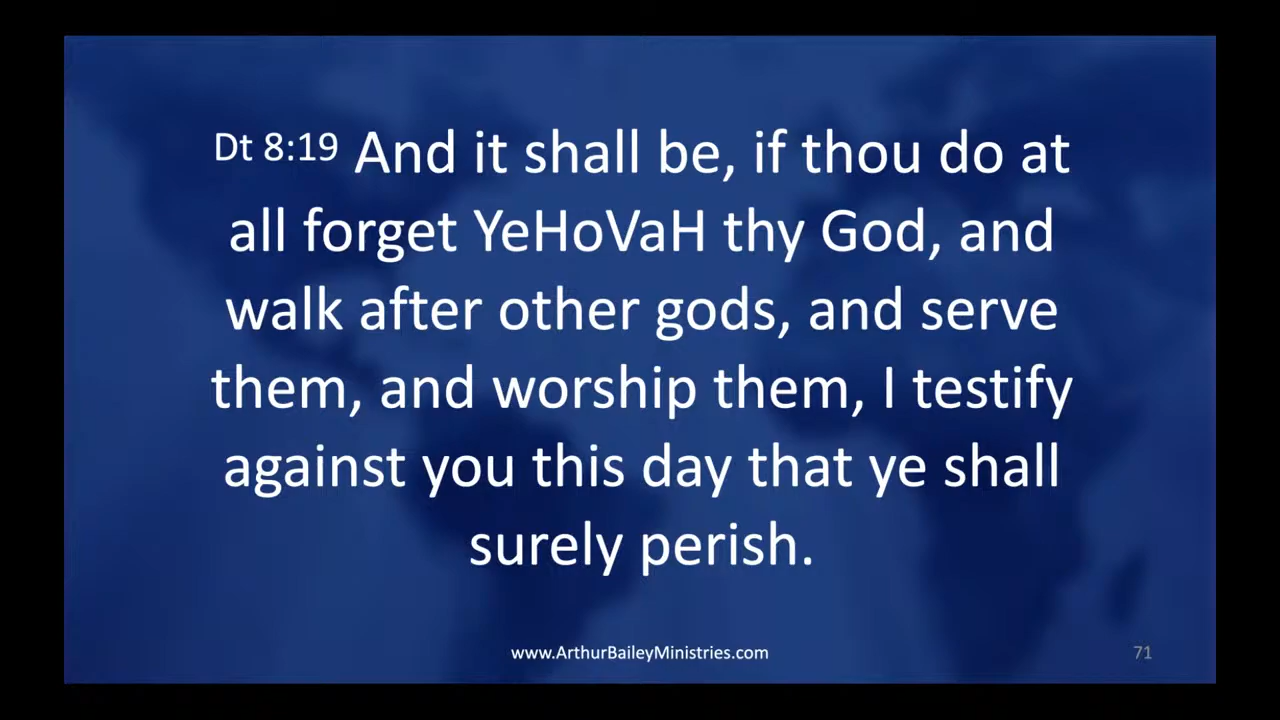 Dt 8:19 And it shall be, if thou do at
all forget YeHoVaH thy God, and
walk after other gods, and serve
them, and worship them, I testify
against you this day that ye shall
surely perish.
www.ArthurBaileyMinistries.com
71